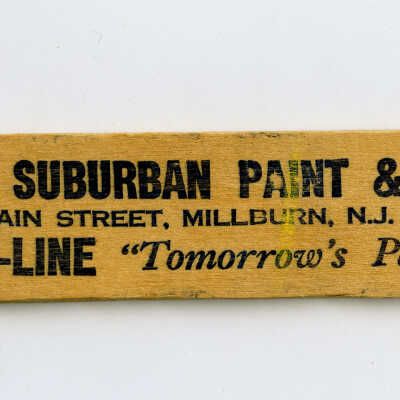 SUBURBAN PAINT &
AIN STREET, MILLBURN, N.J.
-LINE "Tomorrow's P